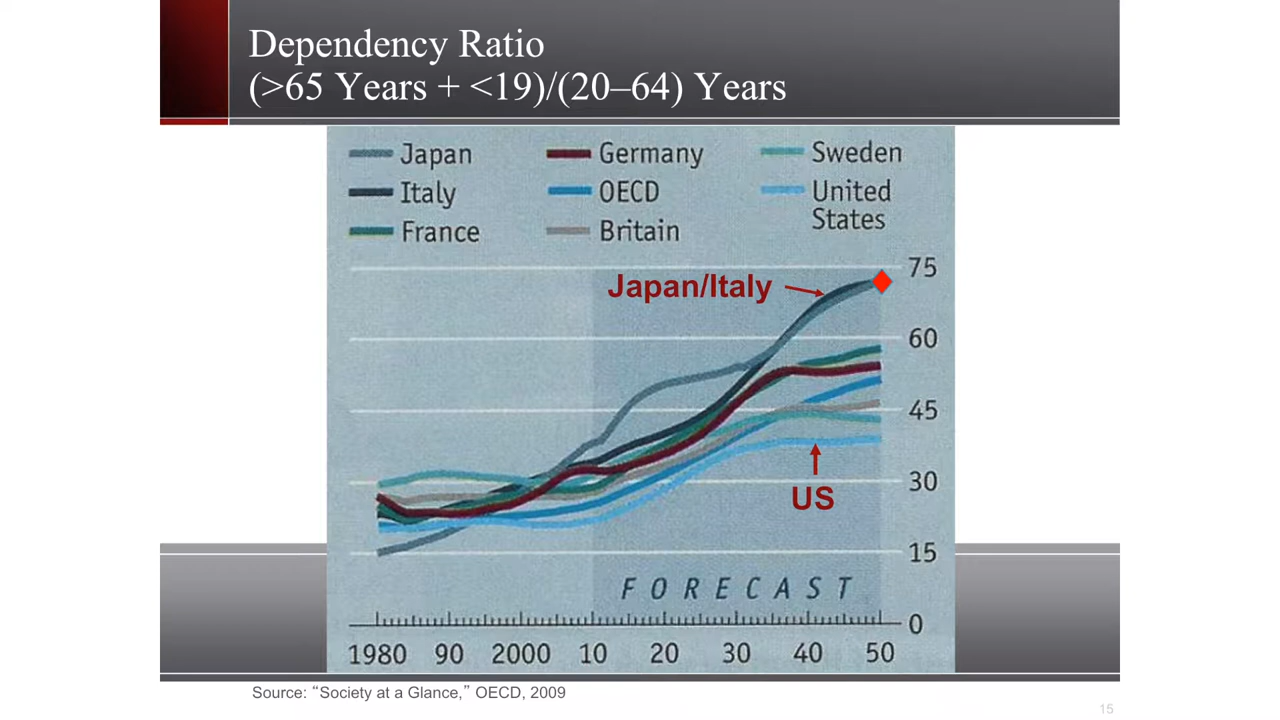 Dependency Ratio
(>65 Years + <19)/(20–64) Years
Japan
Germany
Sweden
Italy
OECD
United
States
France
Britain
75
Japan/Italy
60
45
30
US
15
FORECAST
0
1980 90 2000 10 20 30 40 50
Source: “Society at a Glance,” OECD, 2009
15